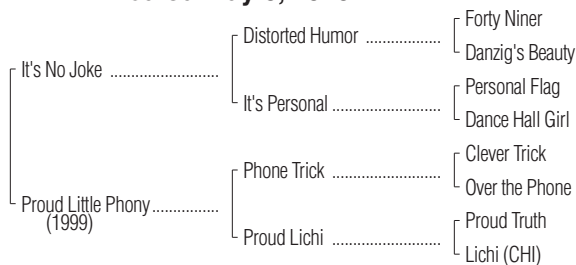 Forty Niner
Distorted Humor ..................
Danzig's Beauty
It's No Joke ..........................
Personal Flag
It's Personal ..........................
Dance Hall Girl
Clever Trick
Phone Trick ..........................
Over the Phone
Proud Little Phony ................
(1999)
Proud Truth
Proud Lichi ..........................
Lichi (CHI)